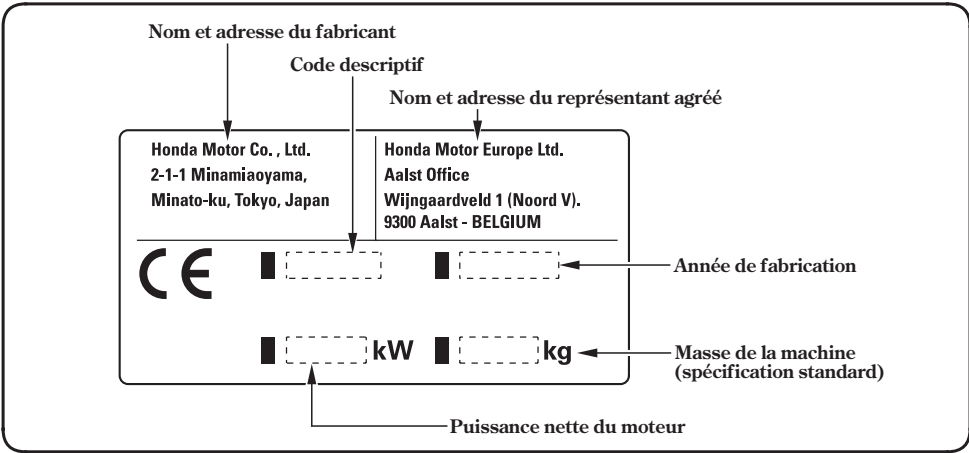 Nom et adresse du fabricant
Code descriptif
Nom et adresse du représentant agréé
Honda Motor Co. , Ltd.
2-1-1 Minamiaoyama,
Minato-ku, Tokyo, Japan
Honda Motor Europe Ltd.
Aalst Office
Wijngaardveld 1 (Noord V).
9300 Aalst - BELGIUM
CE
Année de fabrication
kW
kg
Masse de la machine
(spécification standard)
Puissance nette du moteur